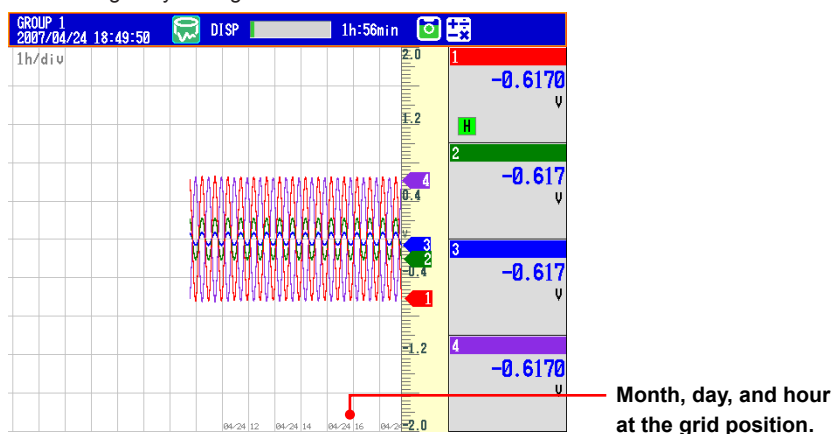 GROUP 1
2007/04/24 18:49:50
DISP
1h:56min
1h/div
2.0
1.2
0.4
-0.4
-1.2
-2.0
4
3
2
1
1
-0.6170
V
H
2
-0.617
V
3
-0.617
V
4
-0.6170
V
04/24 12 04/24 14 04/24 16
Month, day, and hour
at the grid position.